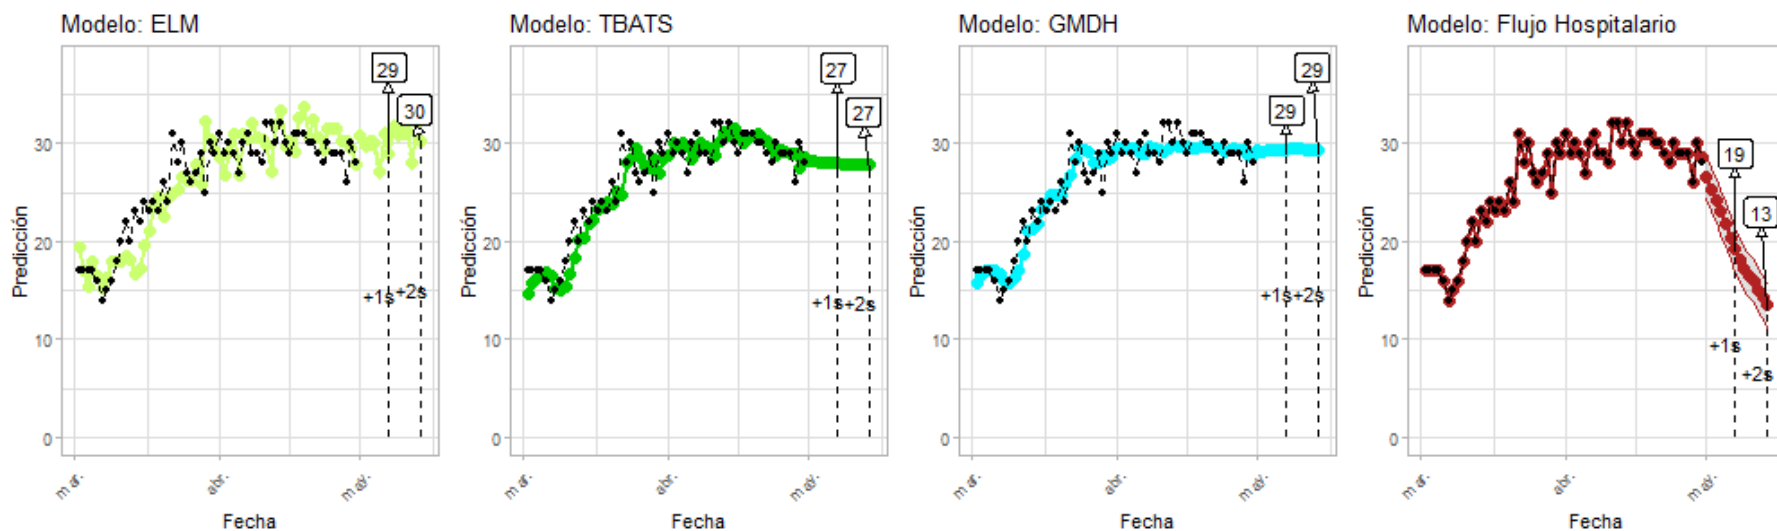 Modelo: ELM
Predicción
30
20
10
0
29
30
+1s
+2s
mar.
abr.
may.
Fecha
Modelo: TBATS
Predicción
30
20
10
0
27
27
+1s
+2s
mar.
abr.
may.
Fecha
Modelo: GMDH
Predicción
30
20
10
0
29
29
+1s
+2s
mar.
abr.
may.
Fecha
Modelo: Flujo Hospitalario
Predicción
30
20
10
0
19
13
+1s
+2s
mar.
abr.
may.
Fecha